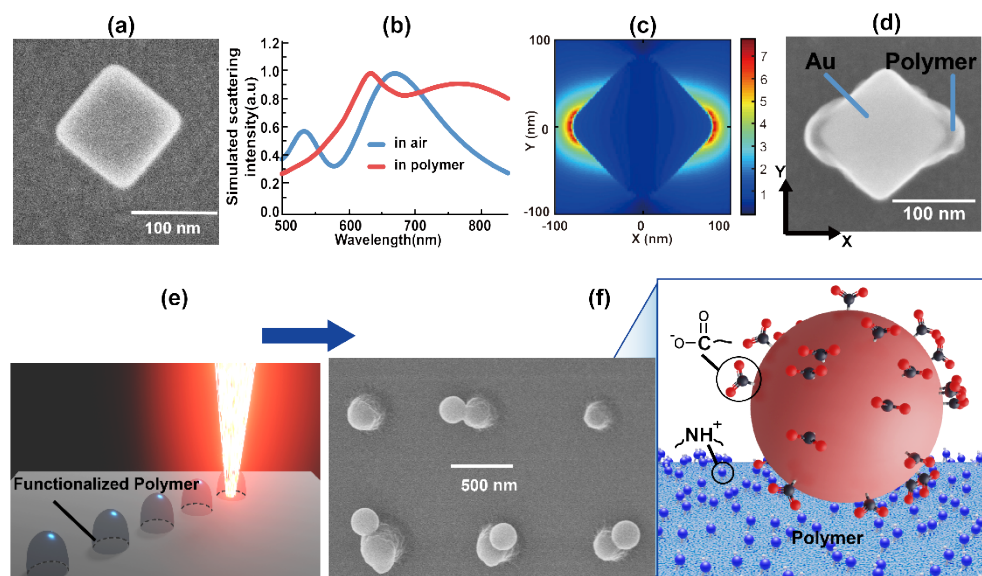 (a)
100 nm
(b)
Simulated scattering
intensity(a.u)
1.2
1.0
0.8
0.6
0.4
0.2
0.0
in air
in polymer
500
600
700
800
Wavelength(nm)
(c)
100
0
-100
Y (nm)
-100
0
100
X (nm)
7
6
5
4
3
2
1
(d)
Au
Polymer
Y
X
100 nm
(e)
Functionalized Polymer
(f)
500 nm
O
-O
C
NH+
Polymer